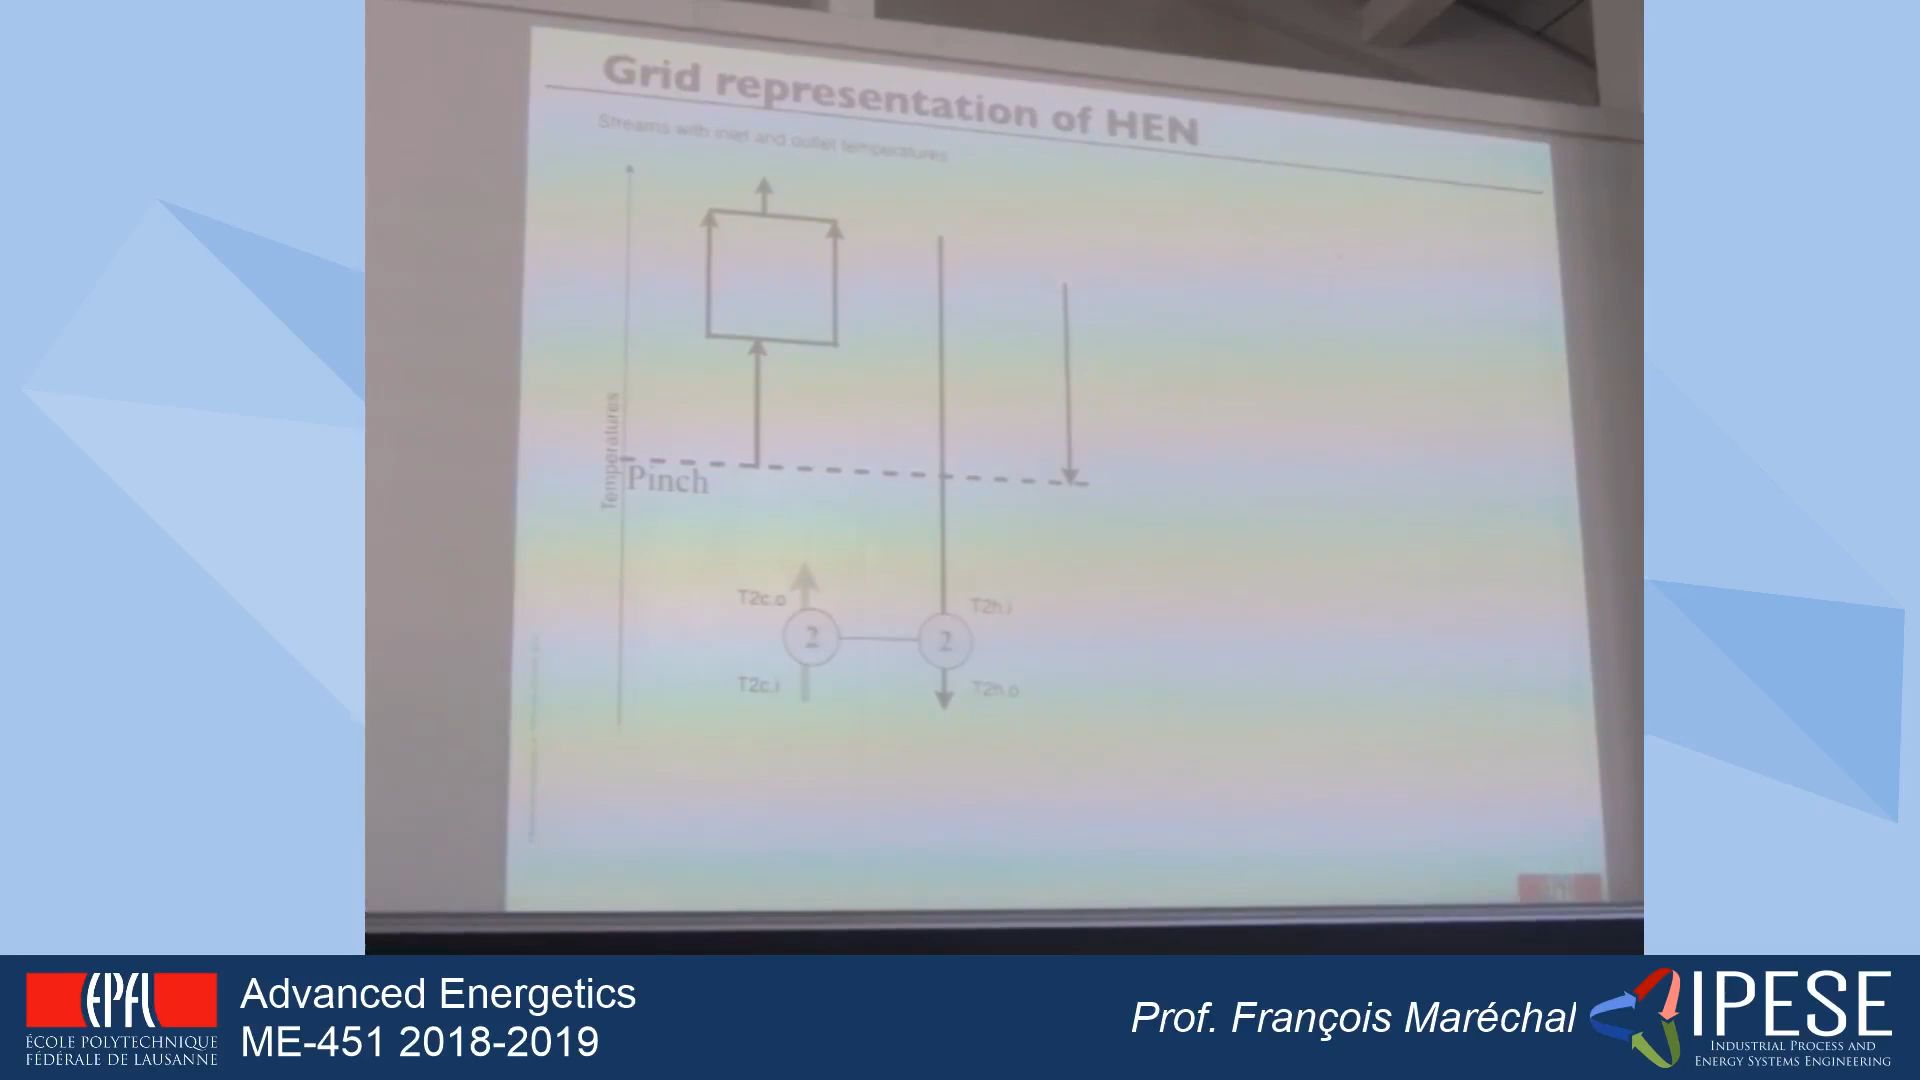 Grid representation of HEN
Streams with inlet and outlet temperatures
Temperatures
Pinch
T2c.o
T2h.i
2
2
T2c.i
T2h.o
EPFL
ÉCOLE POLYTECHNIQUE
FÉDÉRALE DE LAUSANNE
Advanced Energetics
ME-451 2018-2019
Prof. François Maréchal
IPESE
INDUSTRIAL PROCESS AND
ENERGY SYSTEMS ENGINEERING